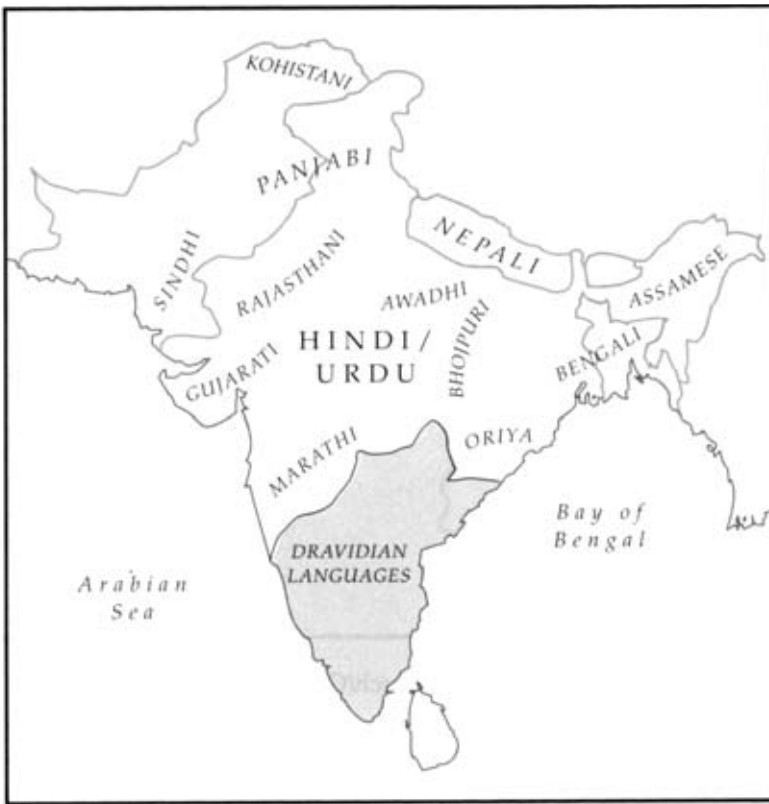 KOHISTANI
PANJABI
NEPALI
SINDHI
RAJASTHANI
AWADHI
ASSAMESE
HINDI/
URDU
BHOJPURI
BENGALI
GUJARATI
MARATHI
ORIYA
Bay of
Bengal
DRAVIDIAN
LANGUAGES
Arabian
Sea